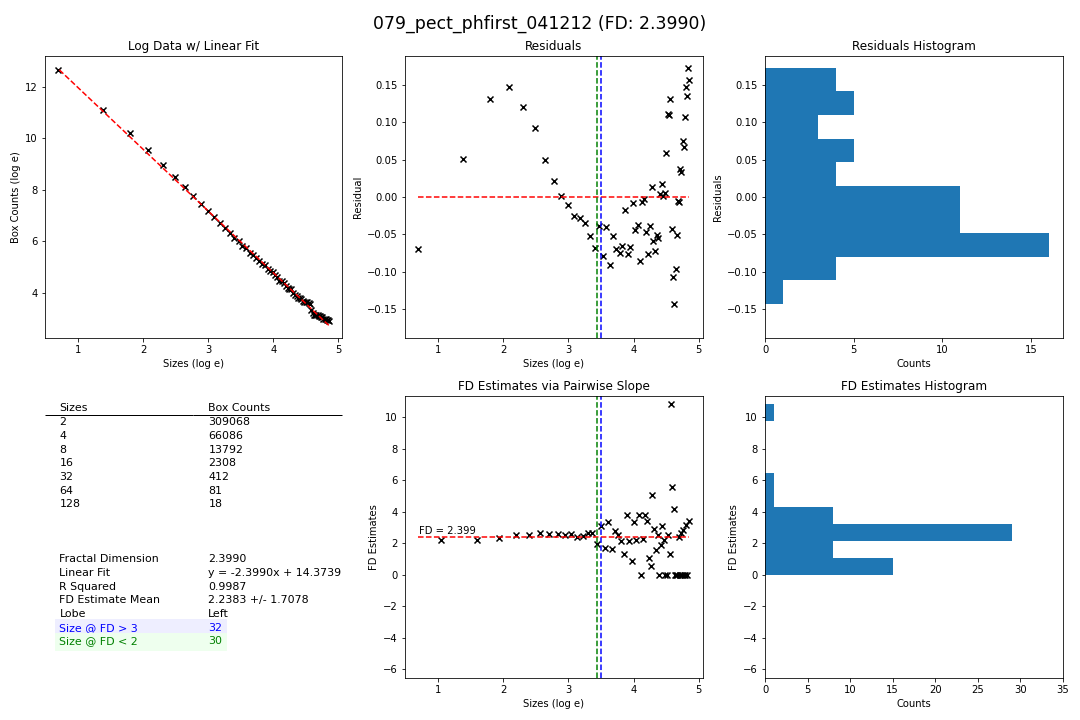 079_pect_phfirst_041212 (FD: 2.3990)
Log Data w/ Linear Fit
Box Counts (log e)
12
10
8
6
4
1
2
3
4
5
Sizes (log e)
Residuals
Residual
0.15
0.10
0.05
0.00
−0.05
−0.10
−0.15
1
2
3
4
5
Sizes (log e)
Residuals Histogram
Residuals
0.15
0.10
0.05
0.00
−0.05
−0.10
−0.15
0
5
10
15
Counts
Sizes Box Counts
2 309068
4 66086
8 13792
16 2308
32 412
64 81
128 18
Fractal Dimension 2.3990
Linear Fit y = -2.3990x + 14.3739
R Squared 0.9987
FD Estimate Mean 2.2383 +/- 1.7078
Lobe Left
Size @ FD > 3 32
Size @ FD < 2 30
FD Estimates via Pairwise Slope
FD Estimates
10
8
6
4
2
0
−2
−4
−6
FD = 2.399
1
2
3
4
5
Sizes (log e)
FD Estimates Histogram
FD Estimates
10
8
6
4
2
0
−2
−4
−6
0
5
10
15
20
25
30
35
Counts